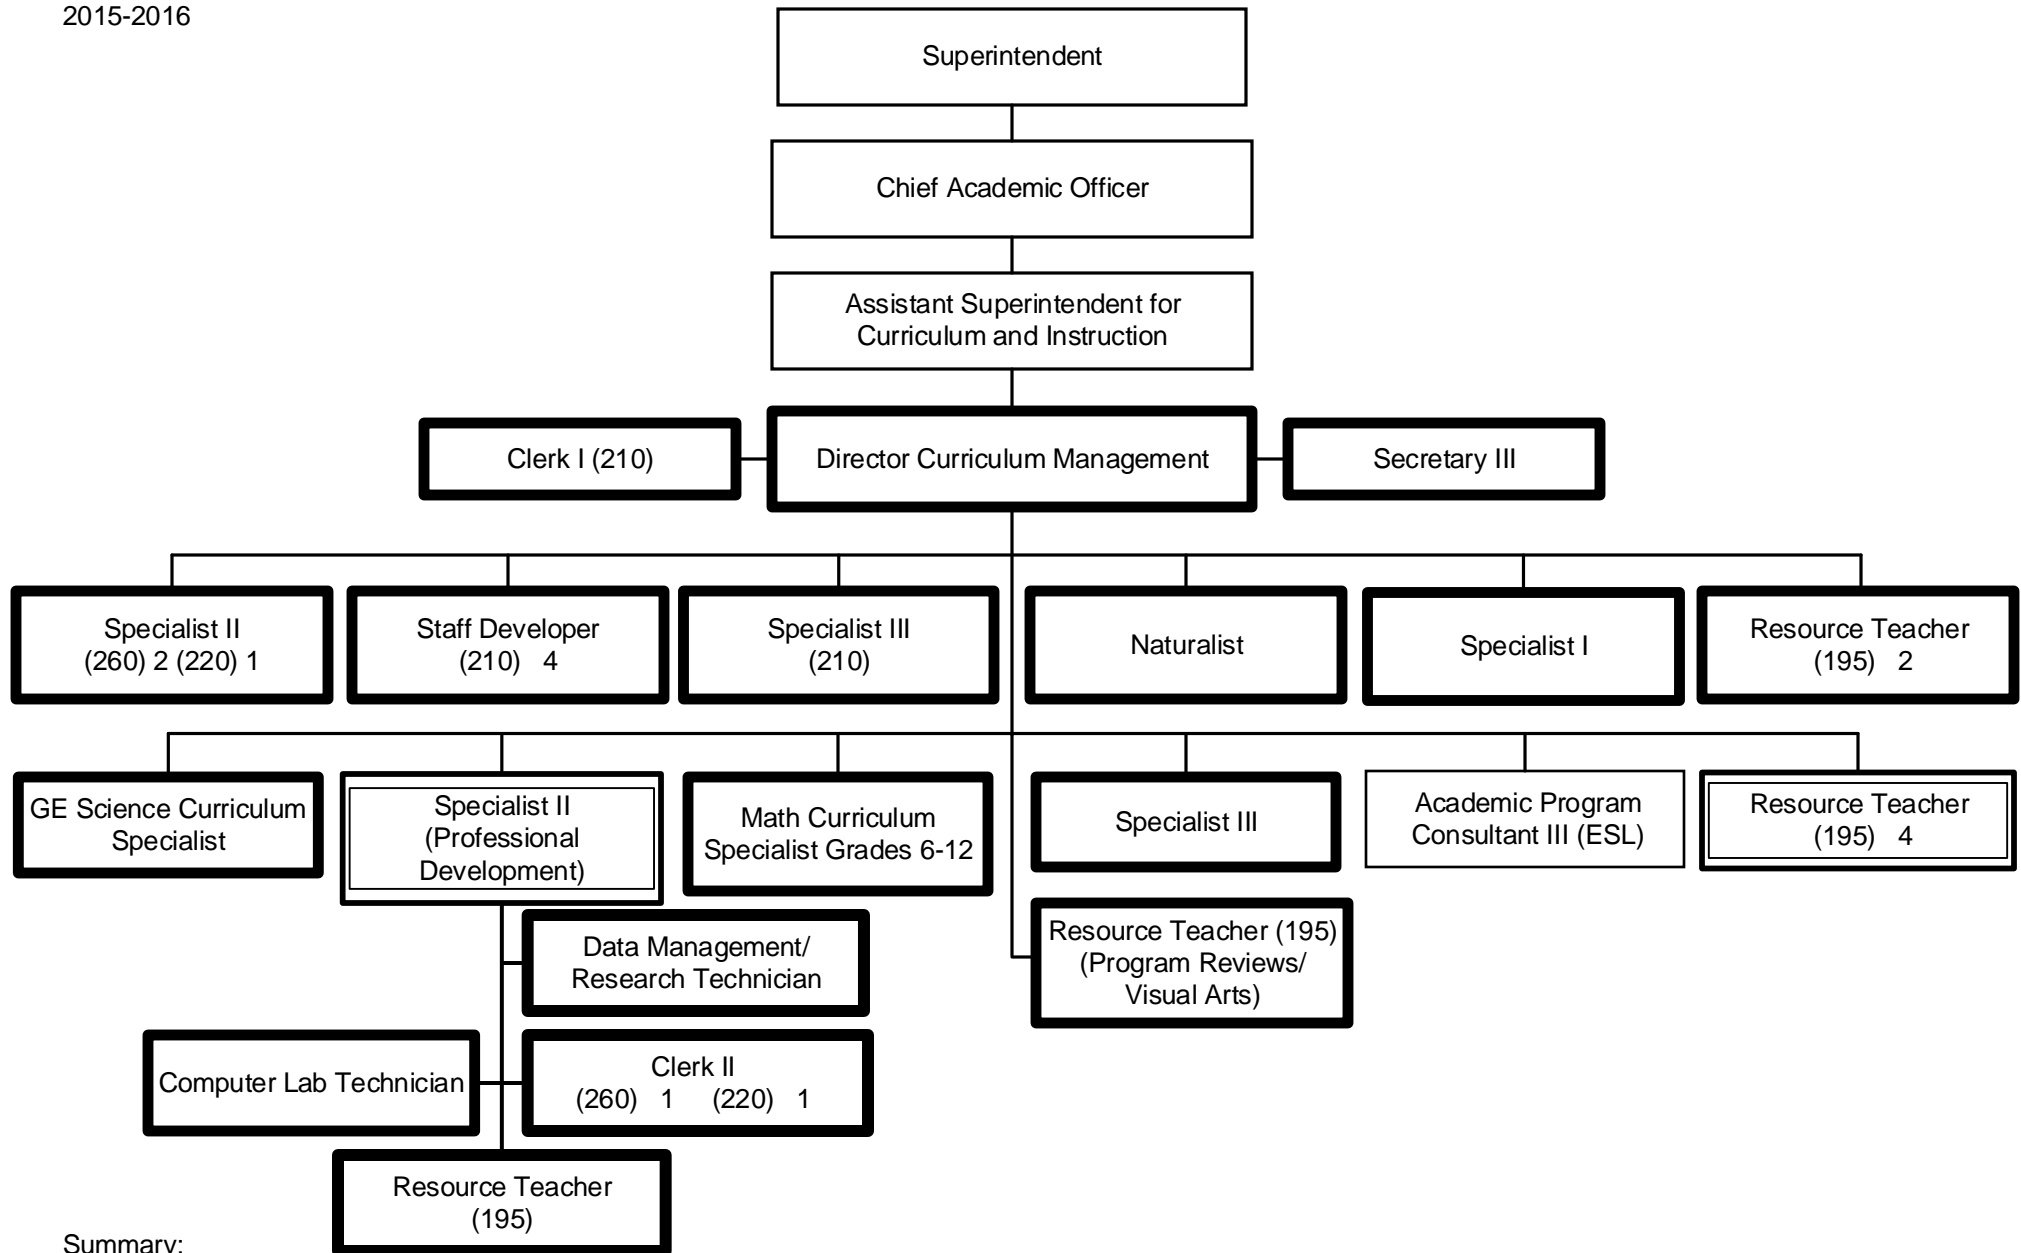 2015-2016
Superintendent
Chief Academic Officer
Assistant Superintendent for
Curriculum and Instruction
Clerk I (210)
Director Curriculum Management
Secretary III
Specialist II
(260) 2 (220) 1
Staff Developer
(210) 4
Specialist III
(210)
Naturalist
Specialist I
Resource Teacher
(195) 2
GE Science Curriculum
Specialist
Specialist II
(Professional
Development)
Math Curriculum
Specialist Grades 6-12
Specialist III
Academic Program
Consultant III (ESL)
Resource Teacher
(195) 4
Data Management/
Research Technician
Resource Teacher (195)
(Program Reviews/
Visual Arts)
Computer Lab Technician
Clerk II
(260) 1 (220) 1
Resource Teacher
(195)
Summary: